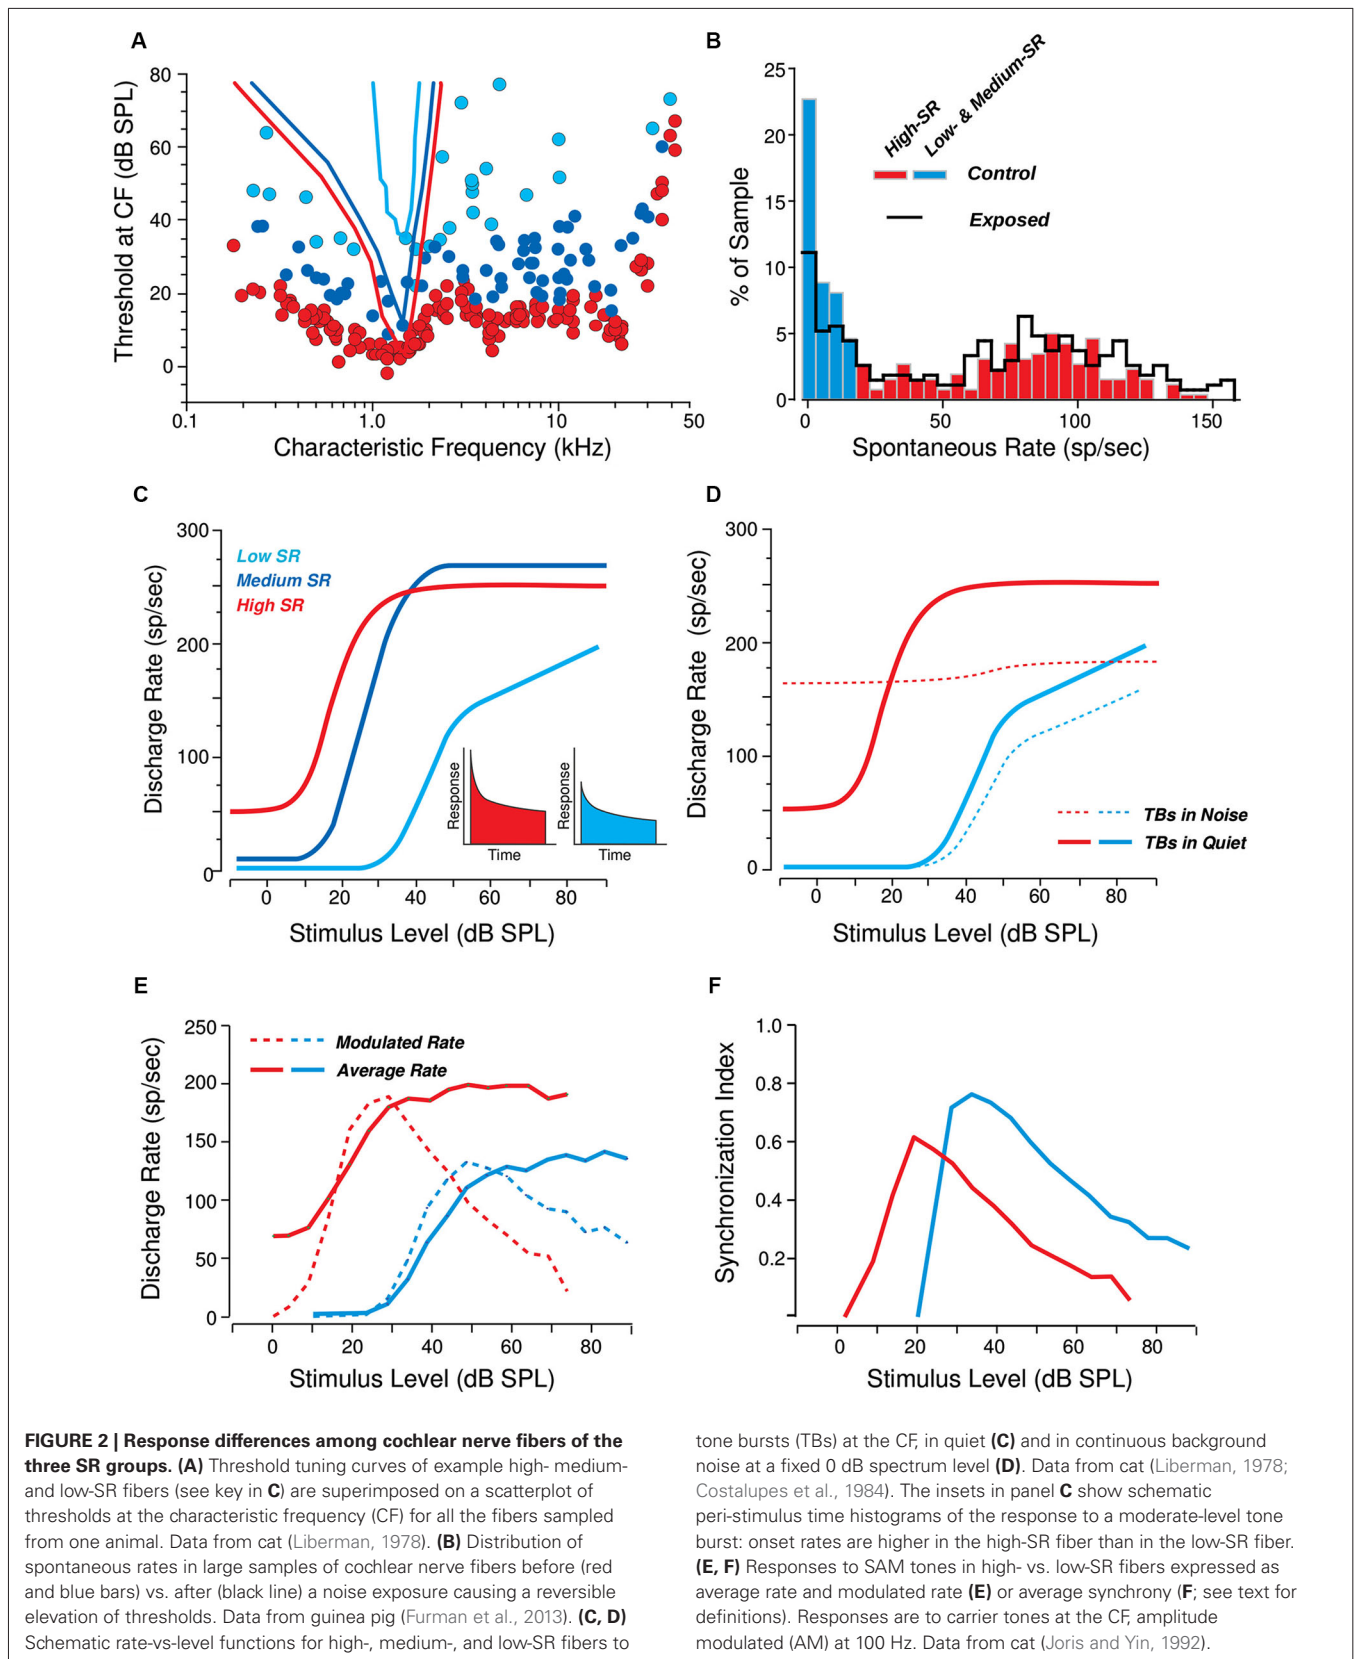 A
Threshold at CF (dB SPL)
80
60
40
20
0
0.1
1.0
10
50
Characteristic Frequency (kHz)
B
% of Sample
25
20
15
10
5
0
High-SR
Low- & Medium-SR
Control
Exposed
0
50
100
150
Spontaneous Rate (sp/sec)
C
Discharge Rate (sp/sec)
300
200
100
0
Low SR
Medium SR
High SR
Response
Time
Response
Time
0
20
40
60
80
Stimulus Level (dB SPL)
D
Discharge Rate (sp/sec)
300
200
100
0
TBs in Noise
TBs in Quiet
0
20
40
60
80
Stimulus Level (dB SPL)
E
Discharge Rate (sp/sec)
250
200
150
100
50
0
Modulated Rate
Average Rate
0
20
40
60
80
Stimulus Level (dB SPL)
F
Synchronization Index
1.0
0.8
0.6
0.4
0.2
0
20
40
60
80
Stimulus Level (dB SPL)
FIGURE 2 | Response differences among cochlear nerve fibers of the
three SR groups. (A) Threshold tuning curves of example high- medium-
and low-SR fibers (see key in C) are superimposed on a scatterplot of
thresholds at the characteristic frequency (CF) for all the fibers sampled
from one animal. Data from cat (Liberman, 1978). (B) Distribution of
spontaneous rates in large samples of cochlear nerve fibers before (red
and blue bars) vs. after (black line) a noise exposure causing a reversible
elevation of thresholds. Data from guinea pig (Furman et al., 2013). (C, D)
Schematic rate-vs-level functions for high-, medium-, and low-SR fibers to
tone bursts (TBs) at the CF, in quiet (C) and in continuous background
noise at a fixed 0 dB spectrum level (D). Data from cat (Liberman, 1978;
Costalupes et al., 1984). The insets in panel C show schematic
peri-stimulus time histograms of the response to a moderate-level tone
burst: onset rates are higher in the high-SR fiber than in the low-SR fiber.
(E, F) Responses to SAM tones in high- vs. low-SR fibers expressed as
average rate and modulated rate (E) or average synchrony (F; see text for
definitions). Responses are to carrier tones at the CF, amplitude
modulated (AM) at 100 Hz. Data from cat (Joris and Yin, 1992).